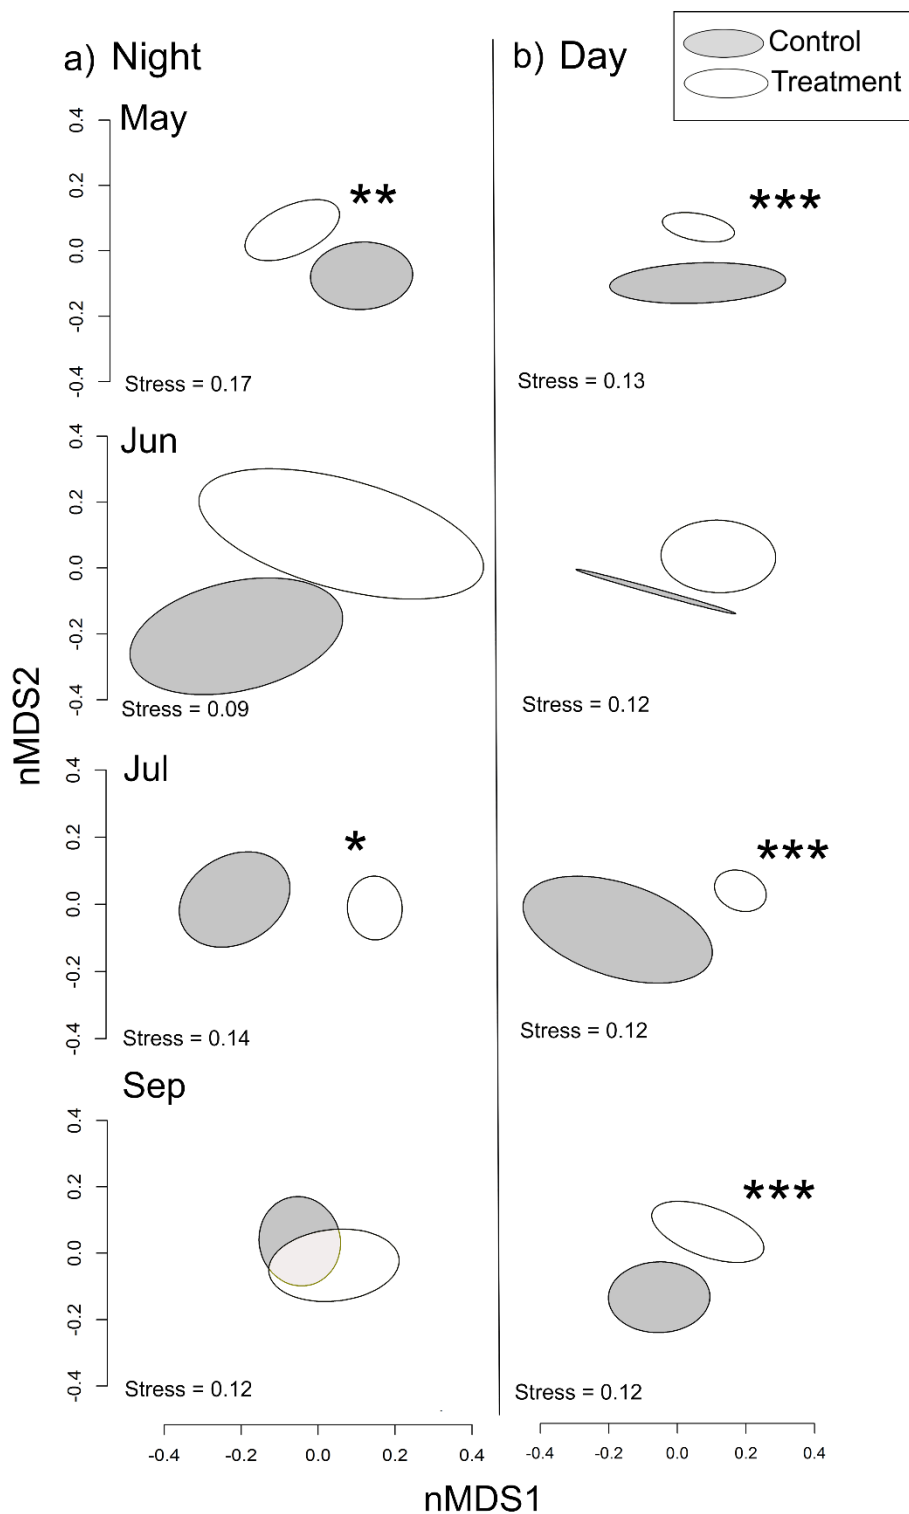 a) Night
b) Day
Control
Treatment
May
0.4
0.2
0.0
-0.2
-0.4
**
***
Stress = 0.17
Stress = 0.13
Jun
0.4
0.2
0.0
-0.2
-0.4
Stress = 0.09
Stress = 0.12
nMDS2
Jul
0.4
0.2
0.0
-0.2
-0.4
*
***
Stress = 0.14
Stress = 0.12
Sep
0.4
0.2
0.0
-0.2
-0.4
***
Stress = 0.12
Stress = 0.12
-0.4 -0.2 0.0 0.2 0.4
-0.4 -0.2 0.0 0.2 0.4
nMDS1